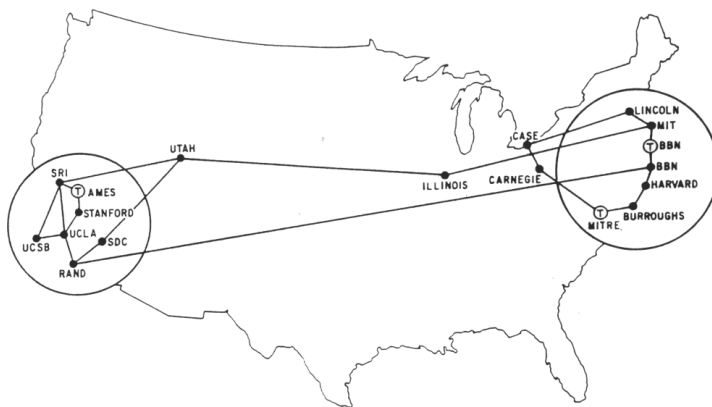 LINCOLN
MIT
CASE
T BBN
UTAH
BBN
SRI
CARNEGIE
ILLINOIS
HARVARD
T AMES
STANFORD
BURROUGHS
T
MITRE.
UCLA
SDC
UCSB
RAND